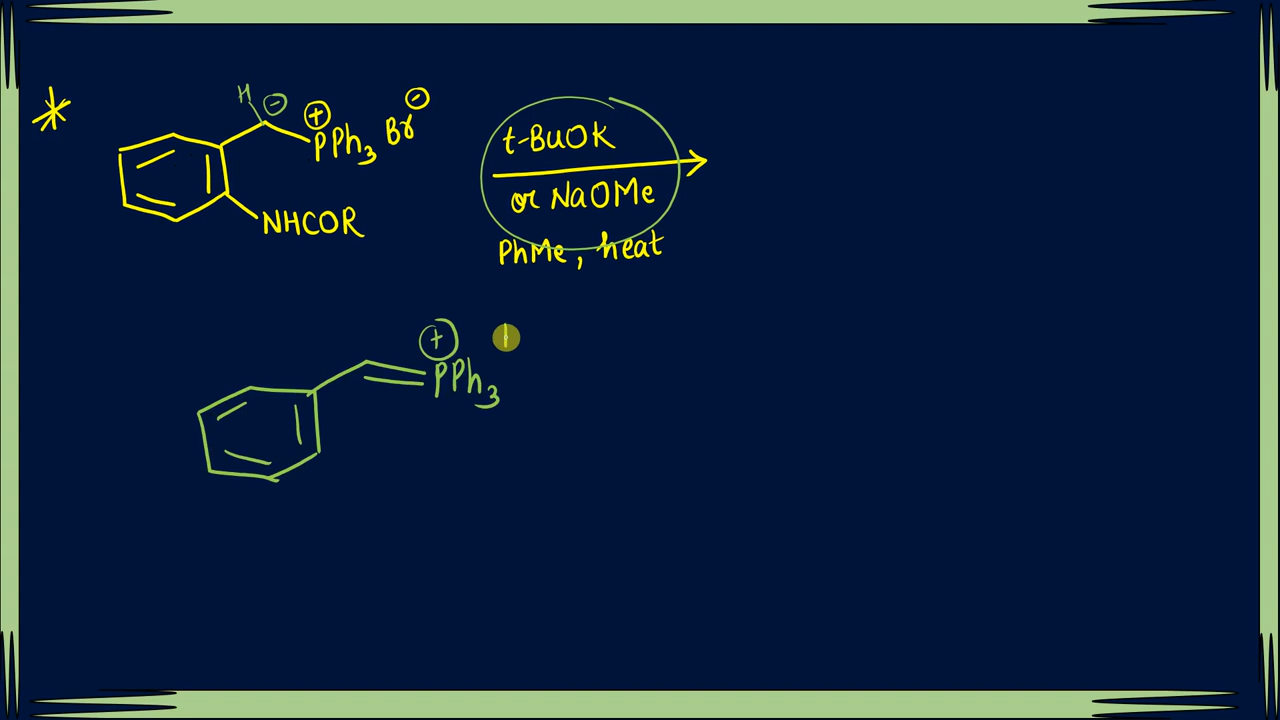 * H ⊖ ⊕ PPh3 Br ⊖
NHCOR
t-BuOK
or NaOMe
PhMe, heat
⊕
PPh3